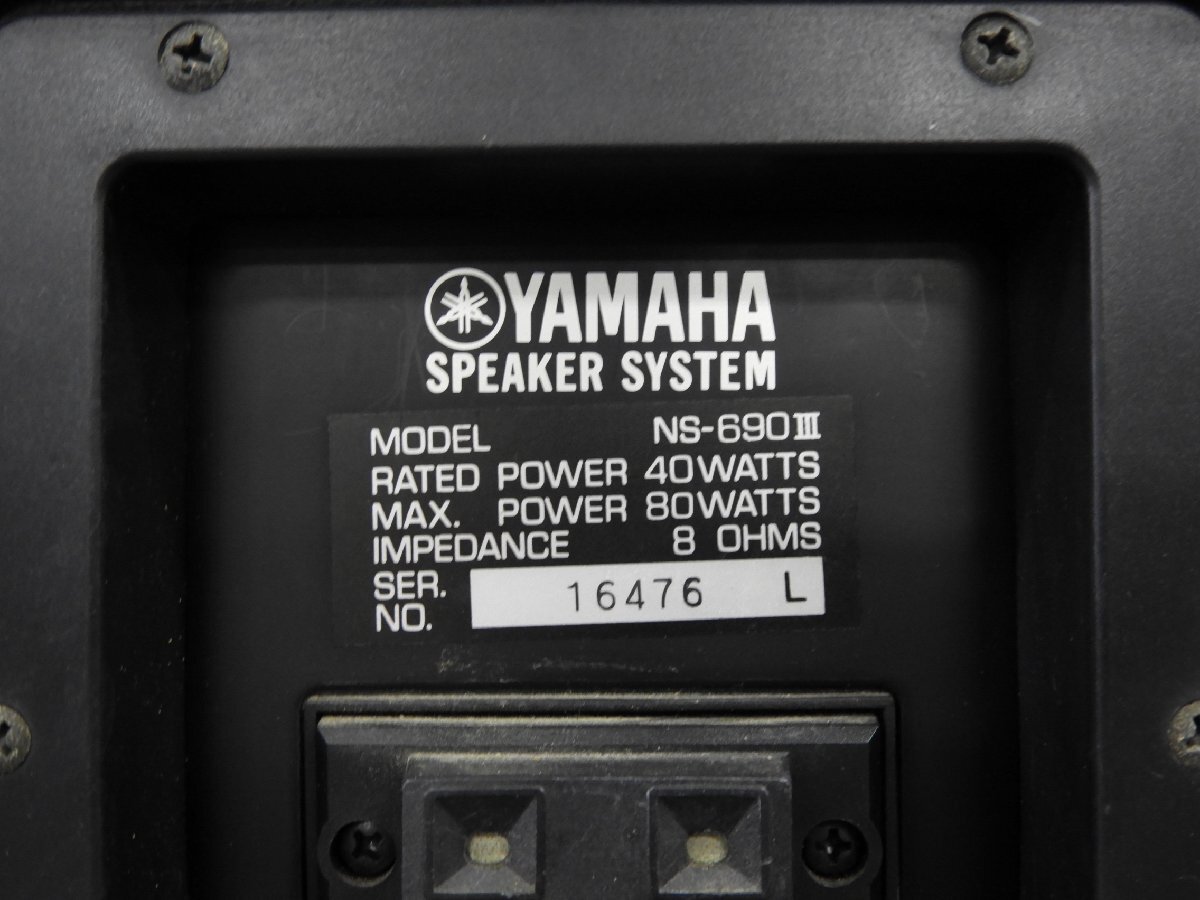 YAMAHA
SPEAKER SYSTEM
MODEL NS-690III
RATED POWER 40WATTS
MAX. POWER 80WATTS
IMPEDANCE 8 OHMS
SER.
NO. 16476 L